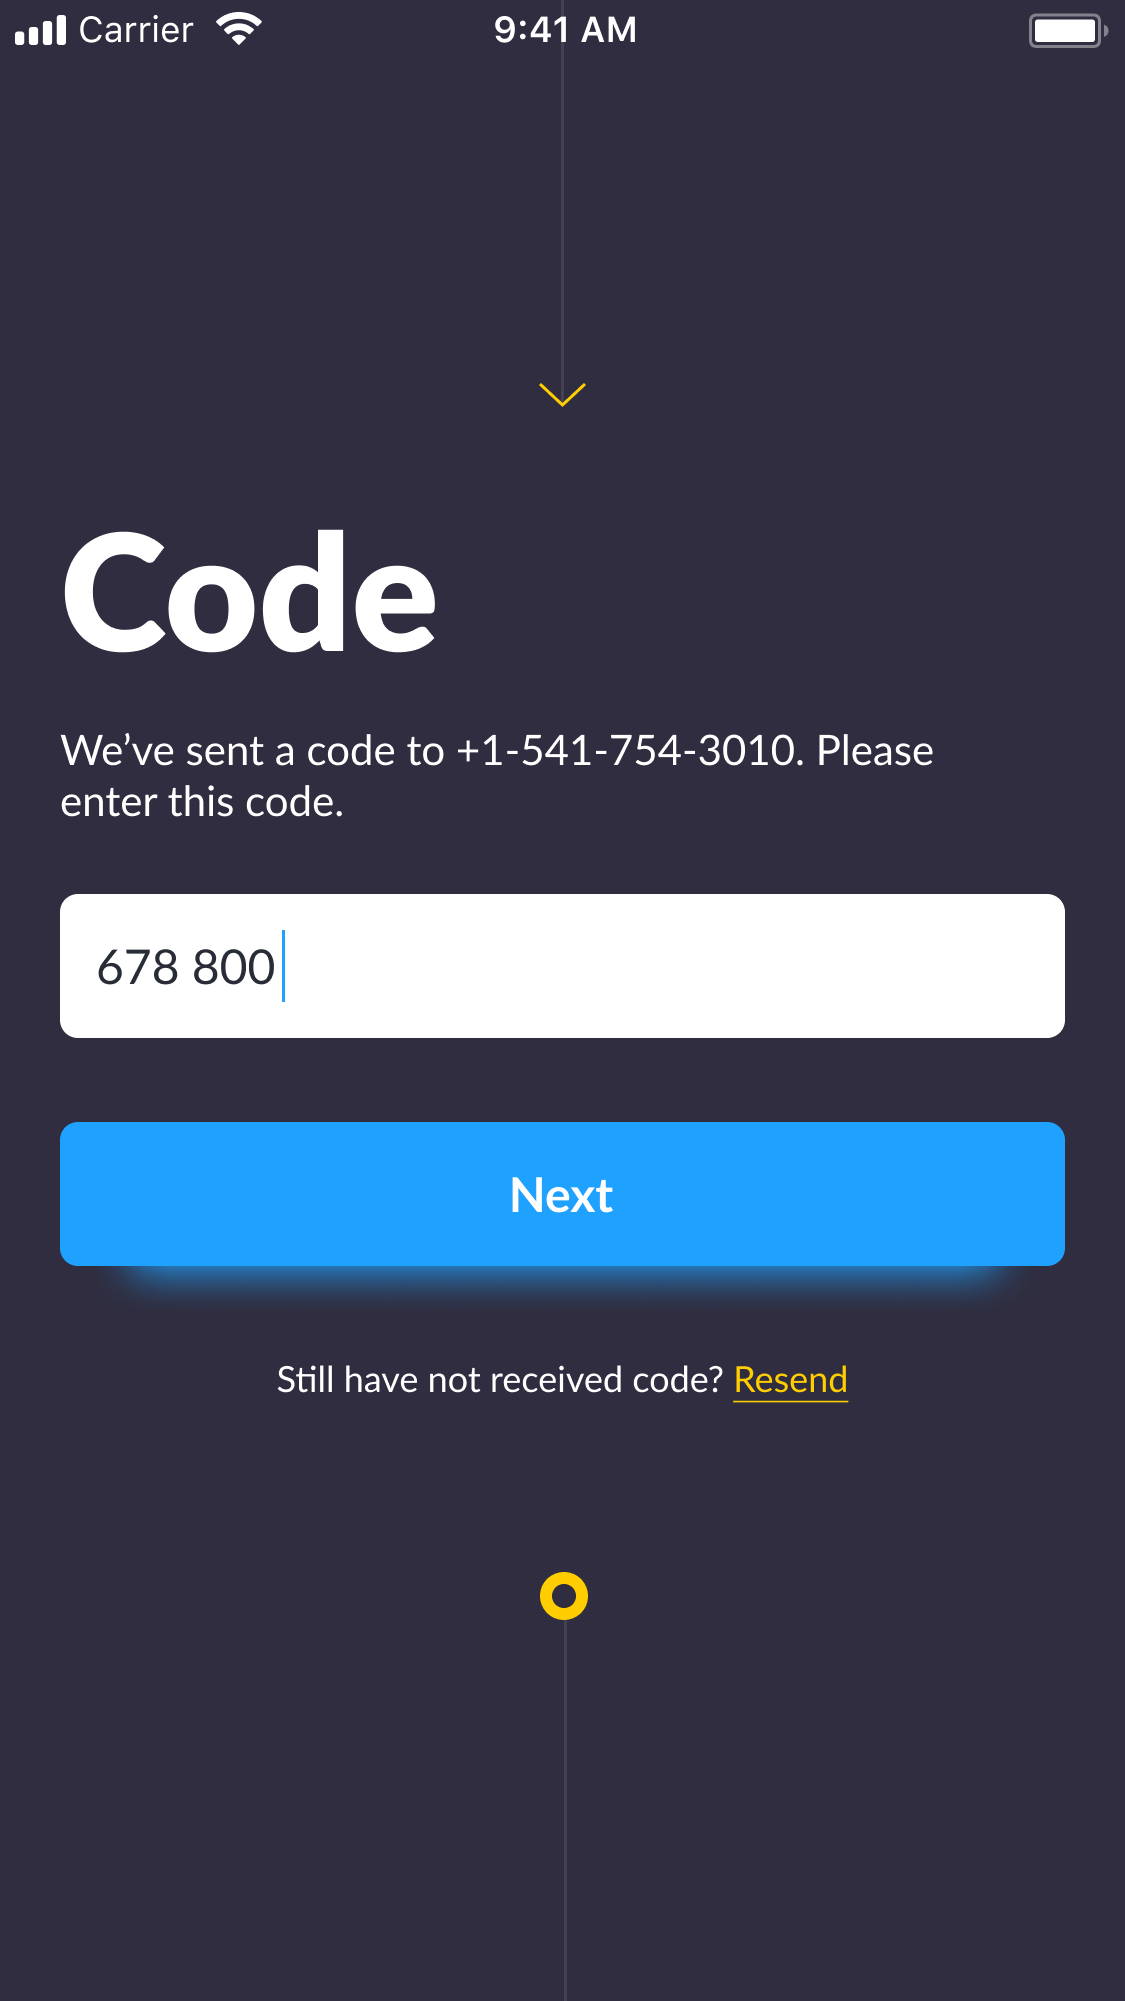 Carrier 9:41 AM
Code
We’ve sent a code to +1-541-754-3010. Please
enter this code.
678 800
Next
Still have not received code? Resend